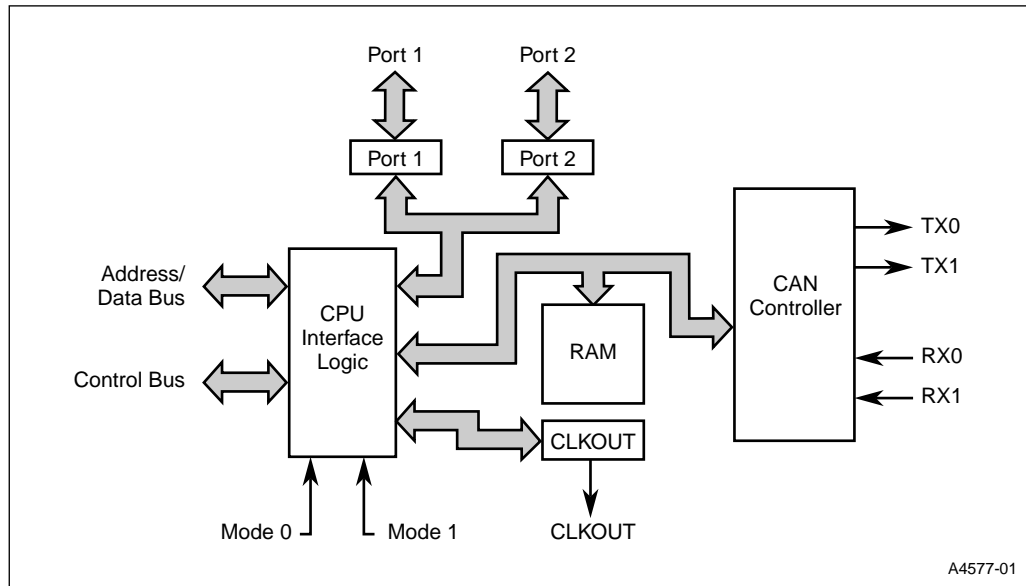 Port 1
Port 2
Port 1
Port 2
Address/
Data Bus
Control Bus
CPU
Interface
Logic
RAM
CLKOUT
CLKOUT
CAN
Controller
TX0
TX1
RX0
RX1
Mode 0
Mode 1
A4577-01